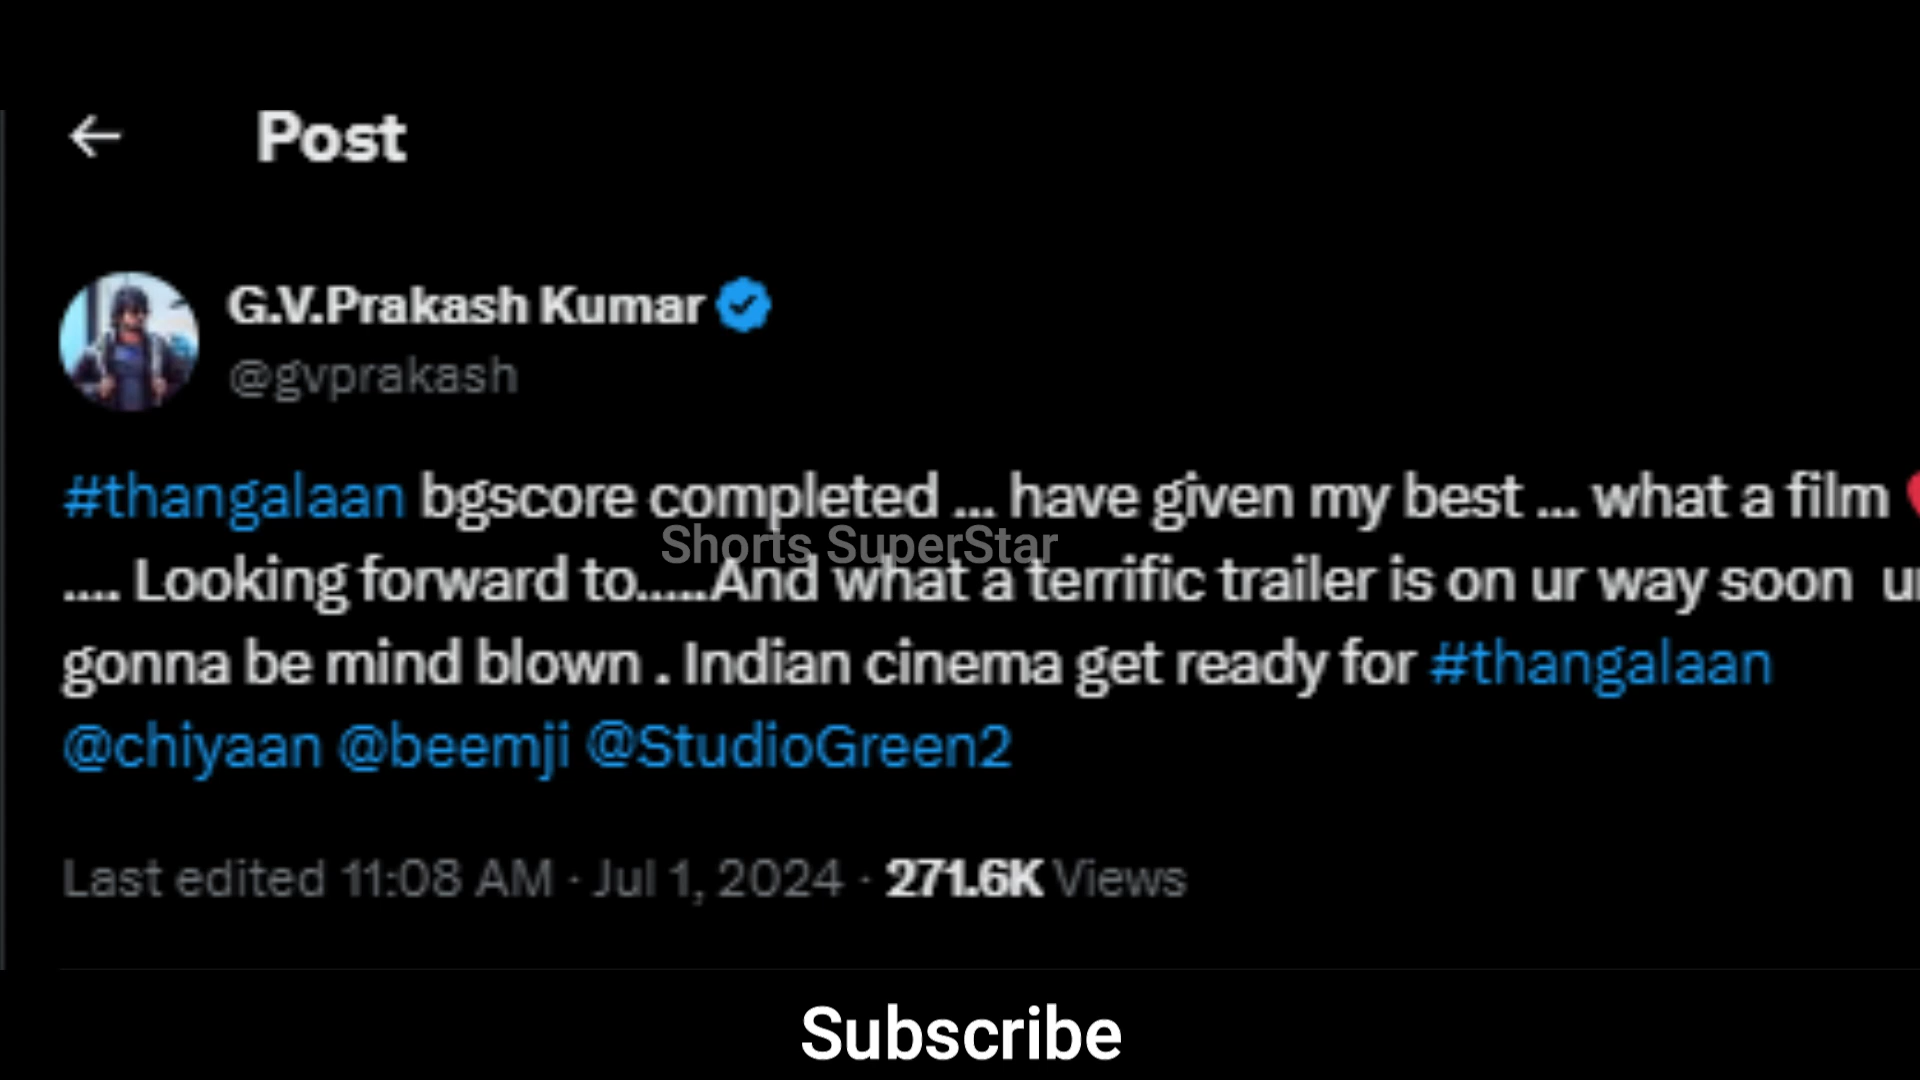 Post
G.V.Prakash Kumar
@gvprakash
#thangalaan bgscore completed ... have given my best ... what a film
Shorts SuperStar
.... Looking forward to.....And what a terrific trailer is on ur way soon
gonna be mind blown . Indian cinema get ready for #thangalaan
@chiyaan @beemji @StudioGreen2
Last edited 11:08 AM · Jul 1, 2024 · 271.6K Views
Subscribe